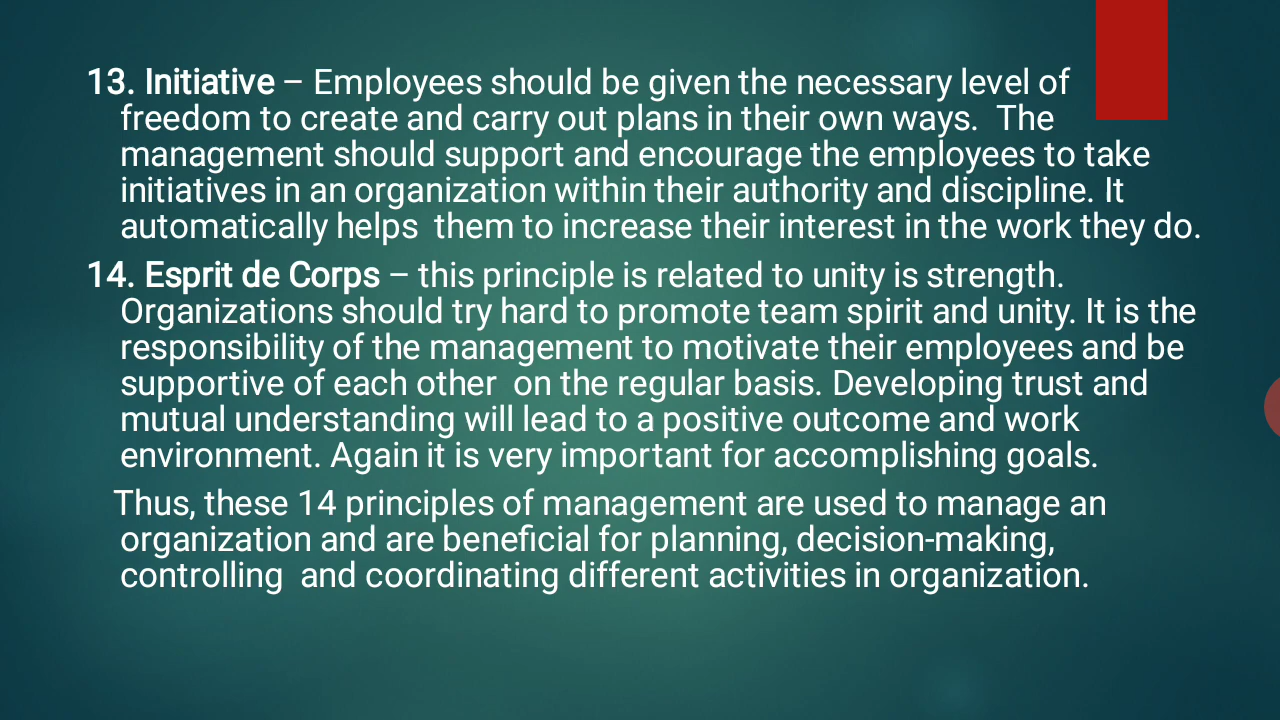 13. Initiative – Employees should be given the necessary level of
freedom to create and carry out plans in their own ways.  The
management should support and encourage the employees to take
initiatives in an organization within their authority and discipline. It
automatically helps  them to increase their interest in the work they do.
14. Esprit de Corps – this principle is related to unity is strength.
Organizations should try hard to promote team spirit and unity. It is the
responsibility of the management to motivate their employees and be
supportive of each other  on the regular basis. Developing trust and
mutual understanding will lead to a positive outcome and work
environment. Again it is very important for accomplishing goals.
Thus, these 14 principles of management are used to manage an
organization and are beneficial for planning, decision-making,
controlling  and coordinating different activities in organization.